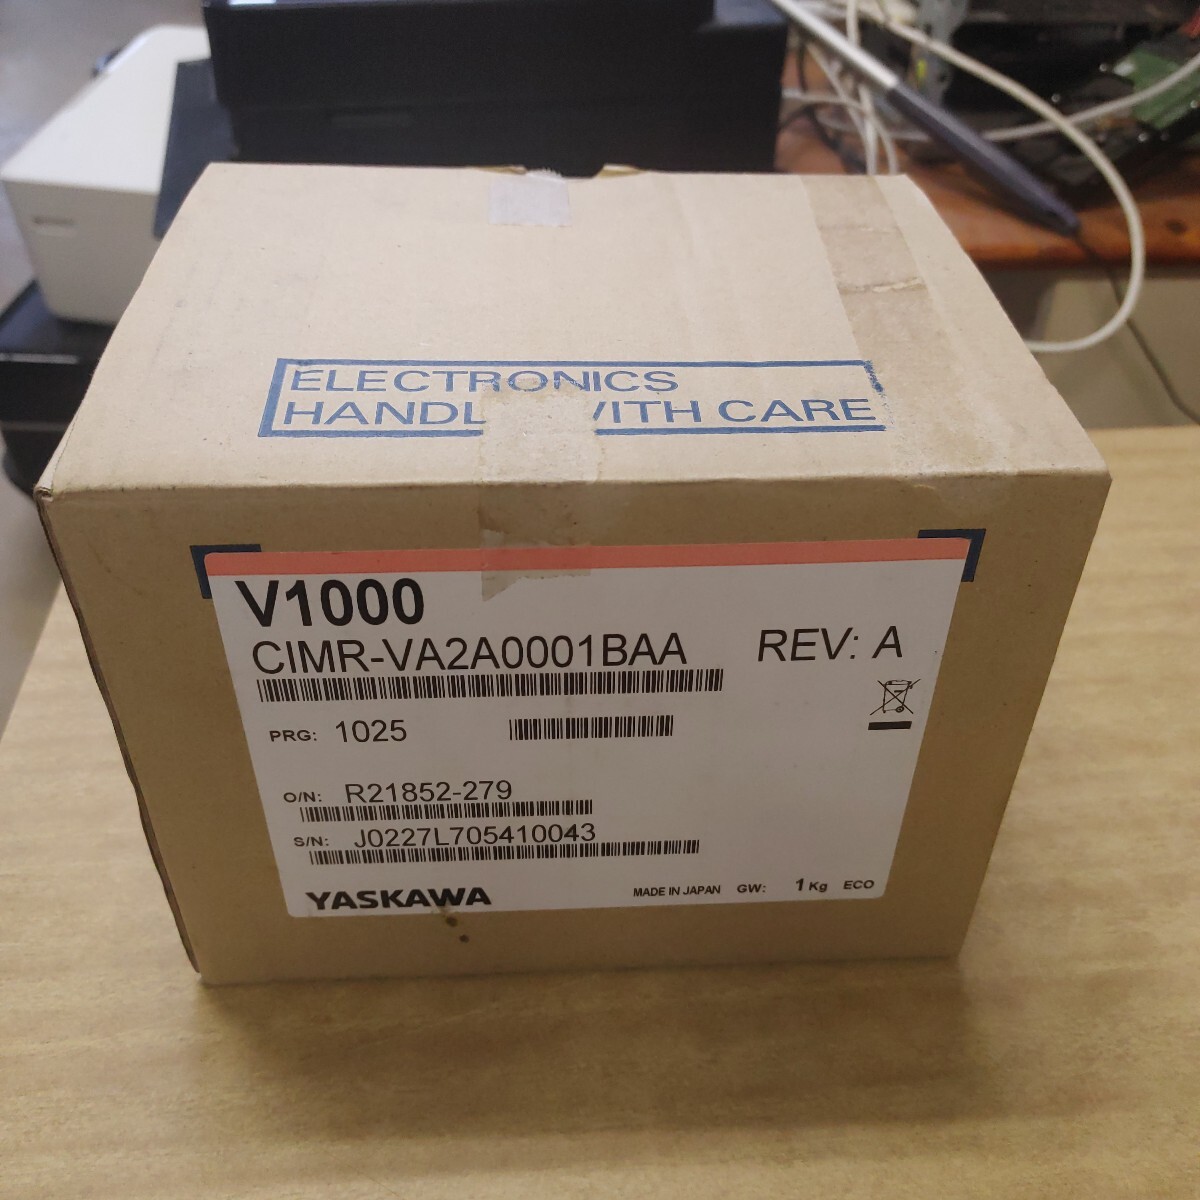 ELECTRONICS
HANDL WITH CARE
V1000
CIMR-VA2A0001BAA
REV: A
PRG: 1025
O/N: R21852-279
S/N: J0227L705410043
YASKAWA
MADE IN JAPAN GW: 1Kg ECO